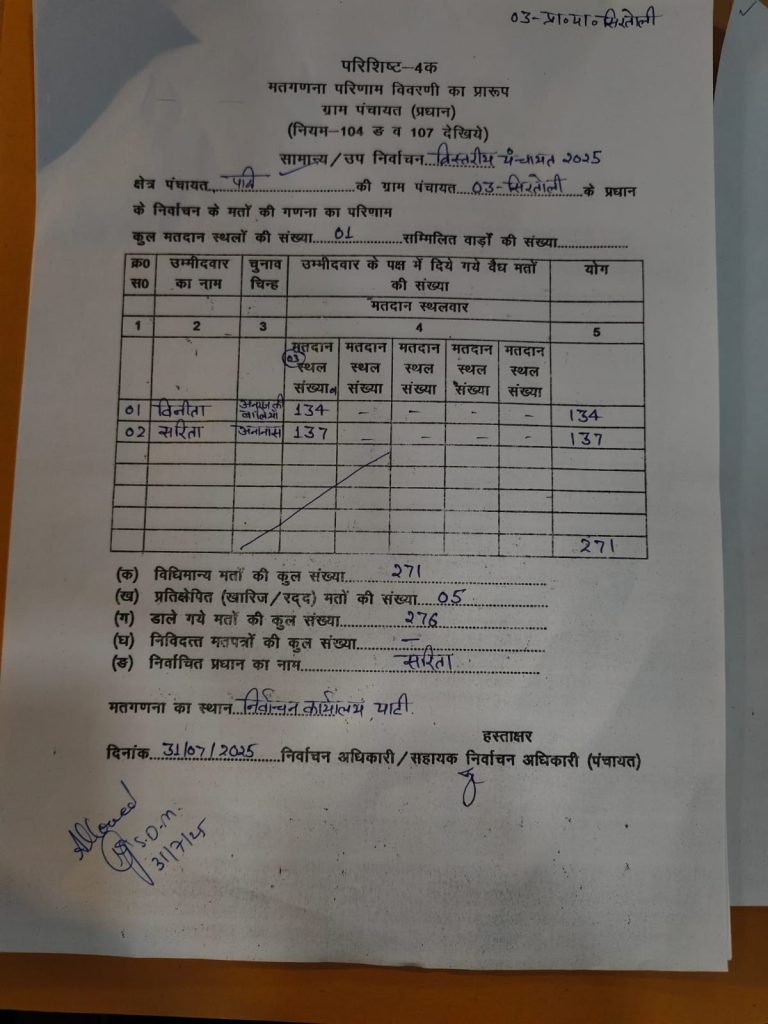 03-प्रा०पा० सिरतोली
परिशिष्ट-4क
मतगणना परिणाम विवरणी का प्रारूप
ग्राम पंचायत (प्रधान)
(नियम-104 ङ व 107 देखिये)
सामान्य/उप निर्वाचन त्रिस्तरीय पंचायत 2025
क्षेत्र पंचायत पाटी की ग्राम पंचायत 03-सिरतोली के प्रधान
के निर्वाचन के मतों की गणना का परिणाम
कुल मतदान स्थलों की संख्या 01 सम्मिलित वार्डों की संख्या
क्र० स० उम्मीदवार का नाम चुनाव चिन्ह उम्मीदवार के पक्ष में दिये गये वैध मतों की संख्या योग
मतदान स्थलवार
1 2 3 4 5
मतदान मतदान मतदान मतदान मतदान
03 स्थल स्थल स्थल स्थल स्थल
संख्या संख्या संख्या संख्या संख्या
01 विनीता अनाज की बालियाँ 134 - - - - 134
02 सरिता अनानास 137 - - - - 137
271
(क) विधिमान्य मतों की कुल संख्या 271
(ख) प्रतिक्षेपित (खारिज/रद्द) मतों की संख्या 05
(ग) डाले गये मतों की कुल संख्या 276
(घ) निविदत्त मतपत्रों की कुल संख्या -
(ङ) निर्वाचित प्रधान का नाम सरिता
मतगणना का स्थान निर्वाचन कार्यालय पाटी
हस्ताक्षर
दिनांक 31/07/2025 निर्वाचन अधिकारी/सहायक निर्वाचन अधिकारी (पंचायत)
Allowed
S.D.M.
31/7/25